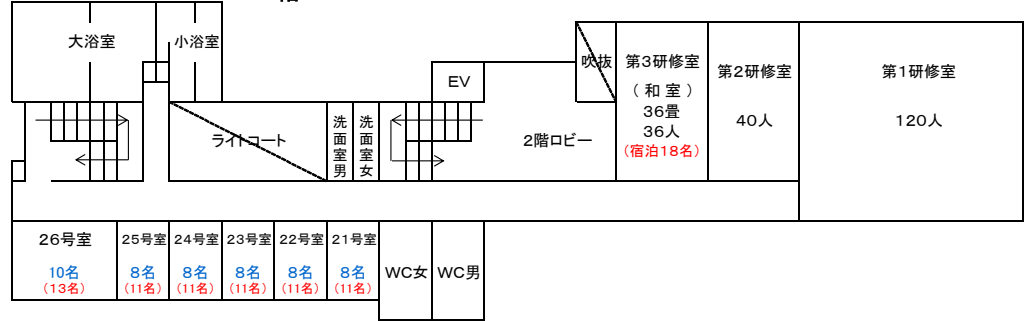 大浴室
小浴室
吹抜
EV
第3研修室
(和室)
36畳
36人
(宿泊18名)
第2研修室
40人
第1研修室
120人
ライトコート
洗面室男
洗面室女
2階ロビー
26号室
10名
(13名)
25号室
8名
(11名)
24号室
8名
(11名)
23号室
8名
(11名)
22号室
8名
(11名)
21号室
8名
(11名)
WC女
WC男